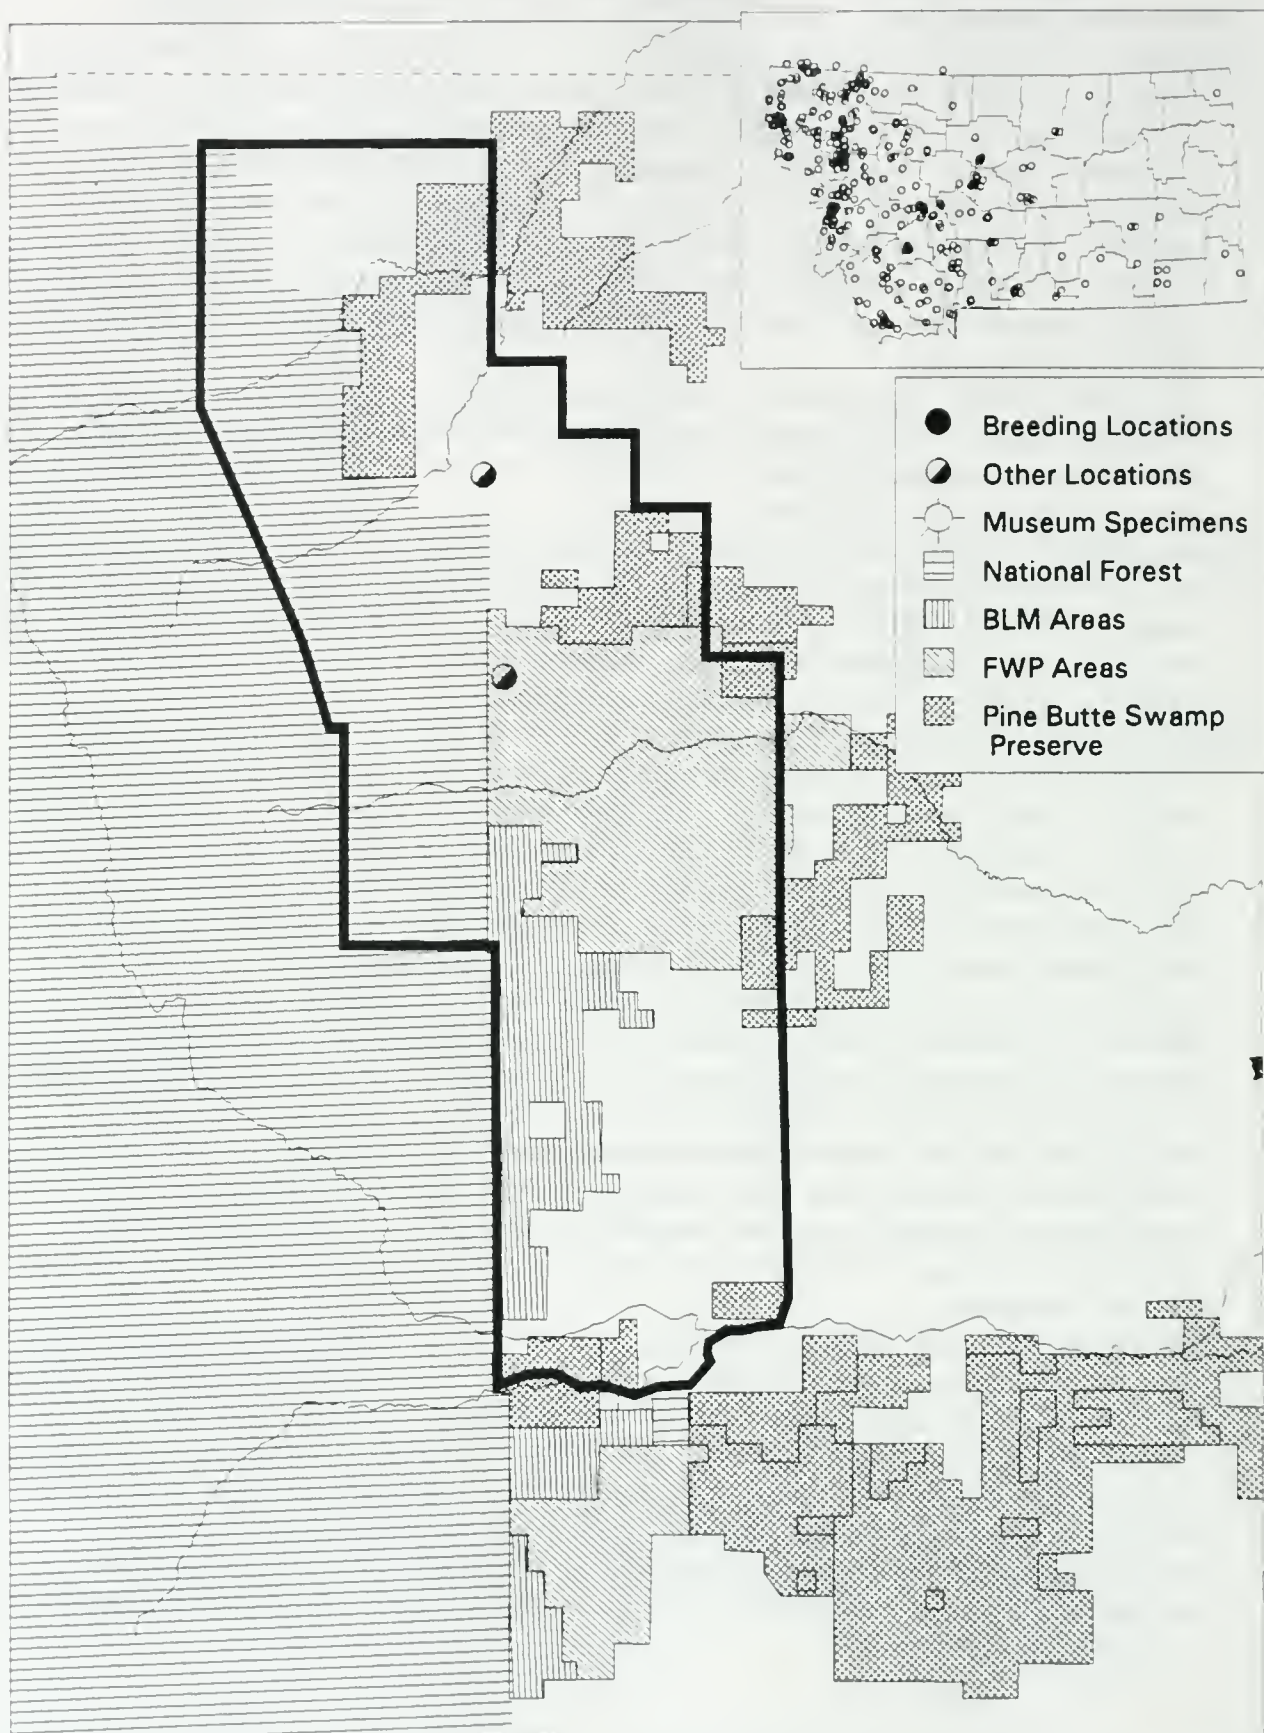 Breeding Locations
Other Locations
Museum Specimens
National Forest
BLM Areas
FWP Areas
Pine Butte Swamp
Preserve